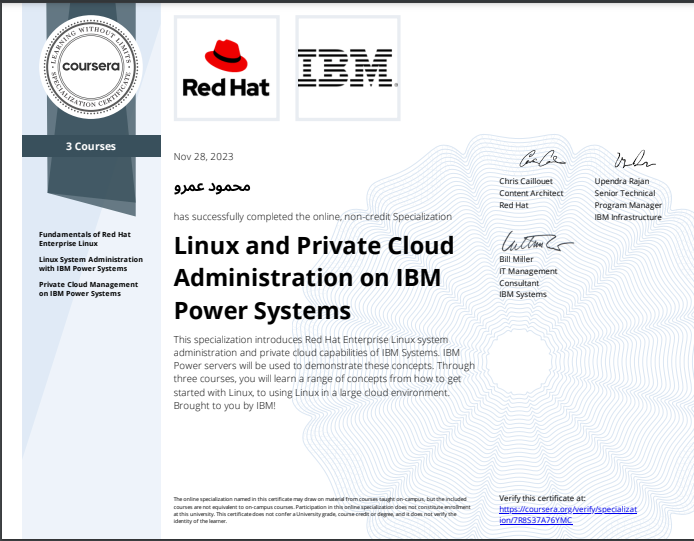 LEARNING WITHOUT LIMITS
coursera
SPECIALIZATION CERTIFICATE
Red Hat
IBM
3 Courses
Fundamentals of Red Hat
Enterprise Linux
Linux System Administration
with IBM Power Systems
Private Cloud Management
on IBM Power Systems
Nov 28, 2023
محمود عمرو
has successfully completed the online, non-credit Specialization
Linux and Private Cloud
Administration on IBM
Power Systems
This specialization introduces Red Hat Enterprise Linux system
administration and private cloud capabilities of IBM Systems. IBM
Power servers will be used to demonstrate these concepts. Through
three courses, you will learn a range of concepts from how to get
started with Linux, to using Linux in a large cloud environment.
Brought to you by IBM!
Chris Caillouet
Content Architect
Red Hat
Upendra Rajan
Senior Technical
Program Manager
IBM Infrastructure
Bill Miller
IT Management
Consultant
IBM Systems
The online specialization named in this certificate may draw on material from courses taught on-campus, but the included
courses are not equivalent to on-campus courses. Participation in this online specialization does not constitute enrollment
at this university. This certificate does not confer a University grade, course credit or degree, and it does not verify the
identity of the learner.
Verify this certificate at:
https://coursera.org/verify/specializat
ion/7R8S37A76YMC